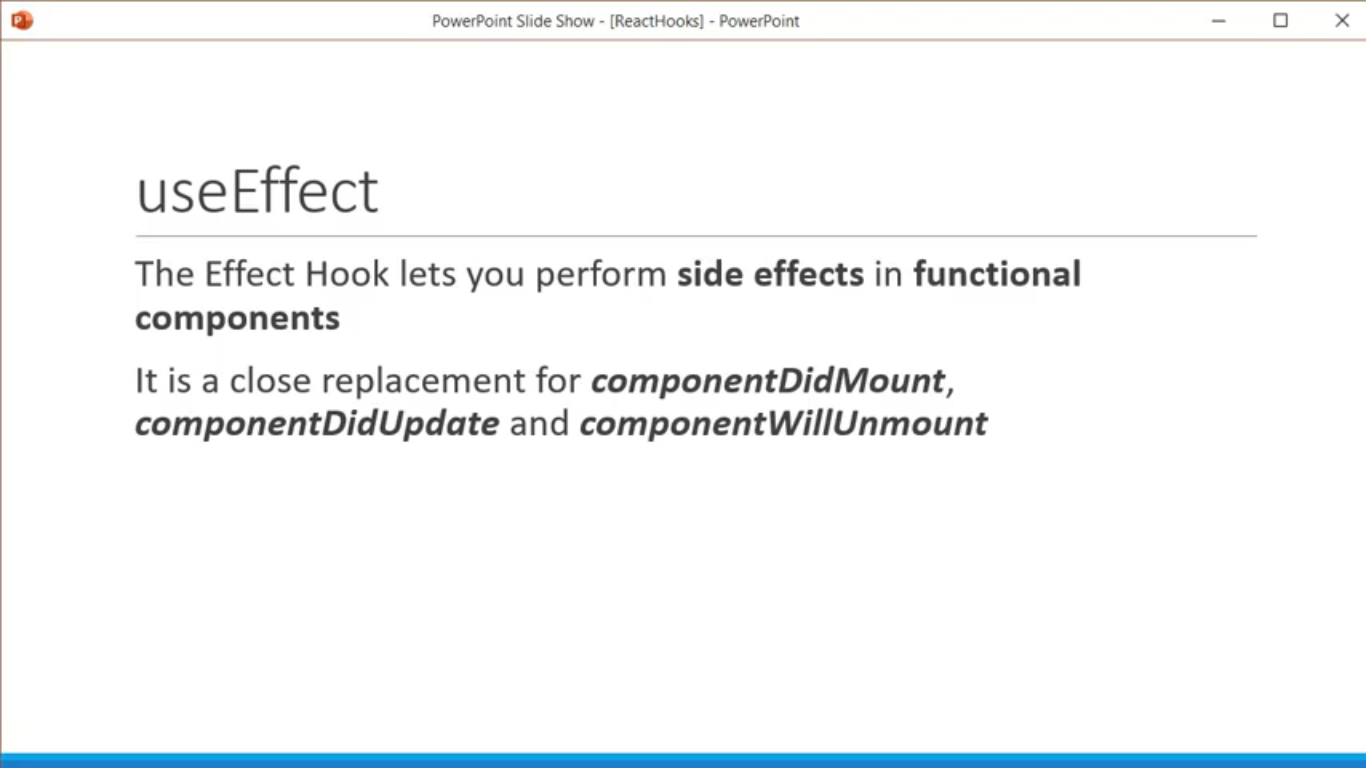 PowerPoint Slide Show - [ReactHooks] - PowerPoint
useEffect
The Effect Hook lets you perform side effects in functional
components
It is a close replacement for componentDidMount,
componentDidUpdate and componentWillUnmount